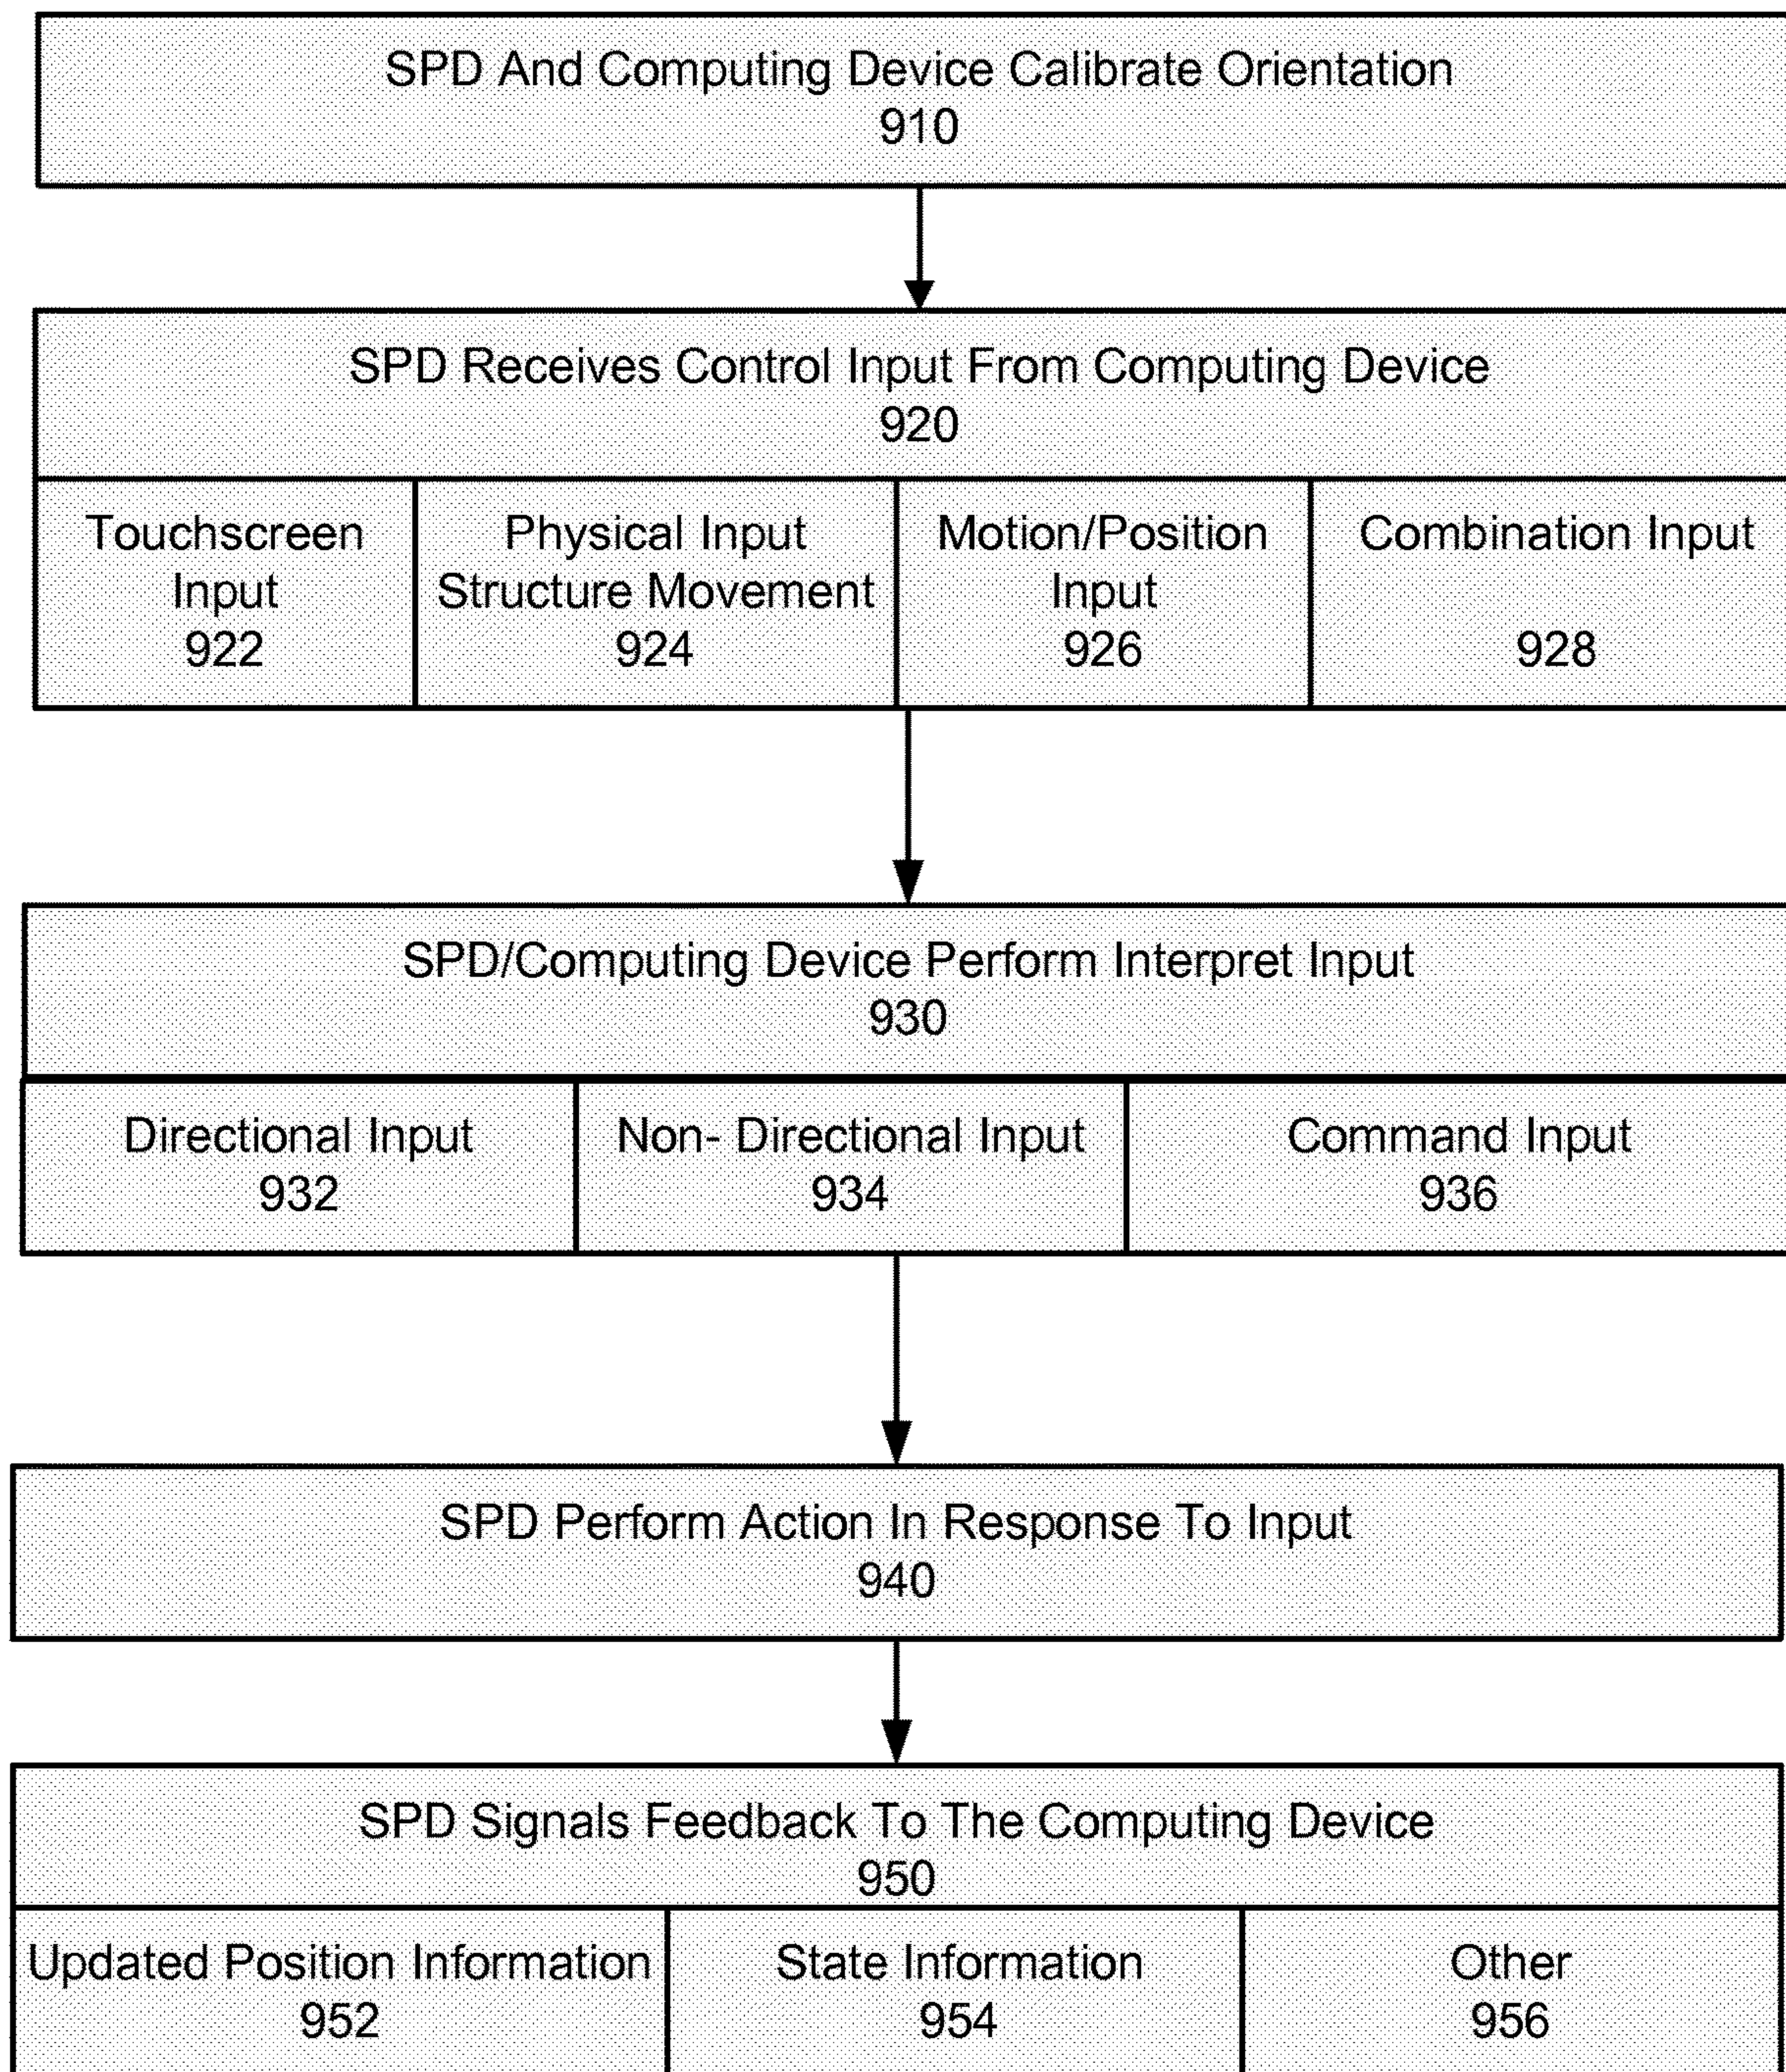 SPD And Computing Device Calibrate Orientation
910
SPD Receives Control Input From Computing Device
920
Touchscreen
Input
922
Physical Input
Structure Movement
924
Motion/Position
Input
926
Combination Input
928
SPD/Computing Device Perform Interpret Input
930
Directional Input
932
Non- Directional Input
934
Command Input
936
SPD Perform Action In Response To Input
940
SPD Signals Feedback To The Computing Device
950
Updated Position Information
952
State Information
954
Other
956